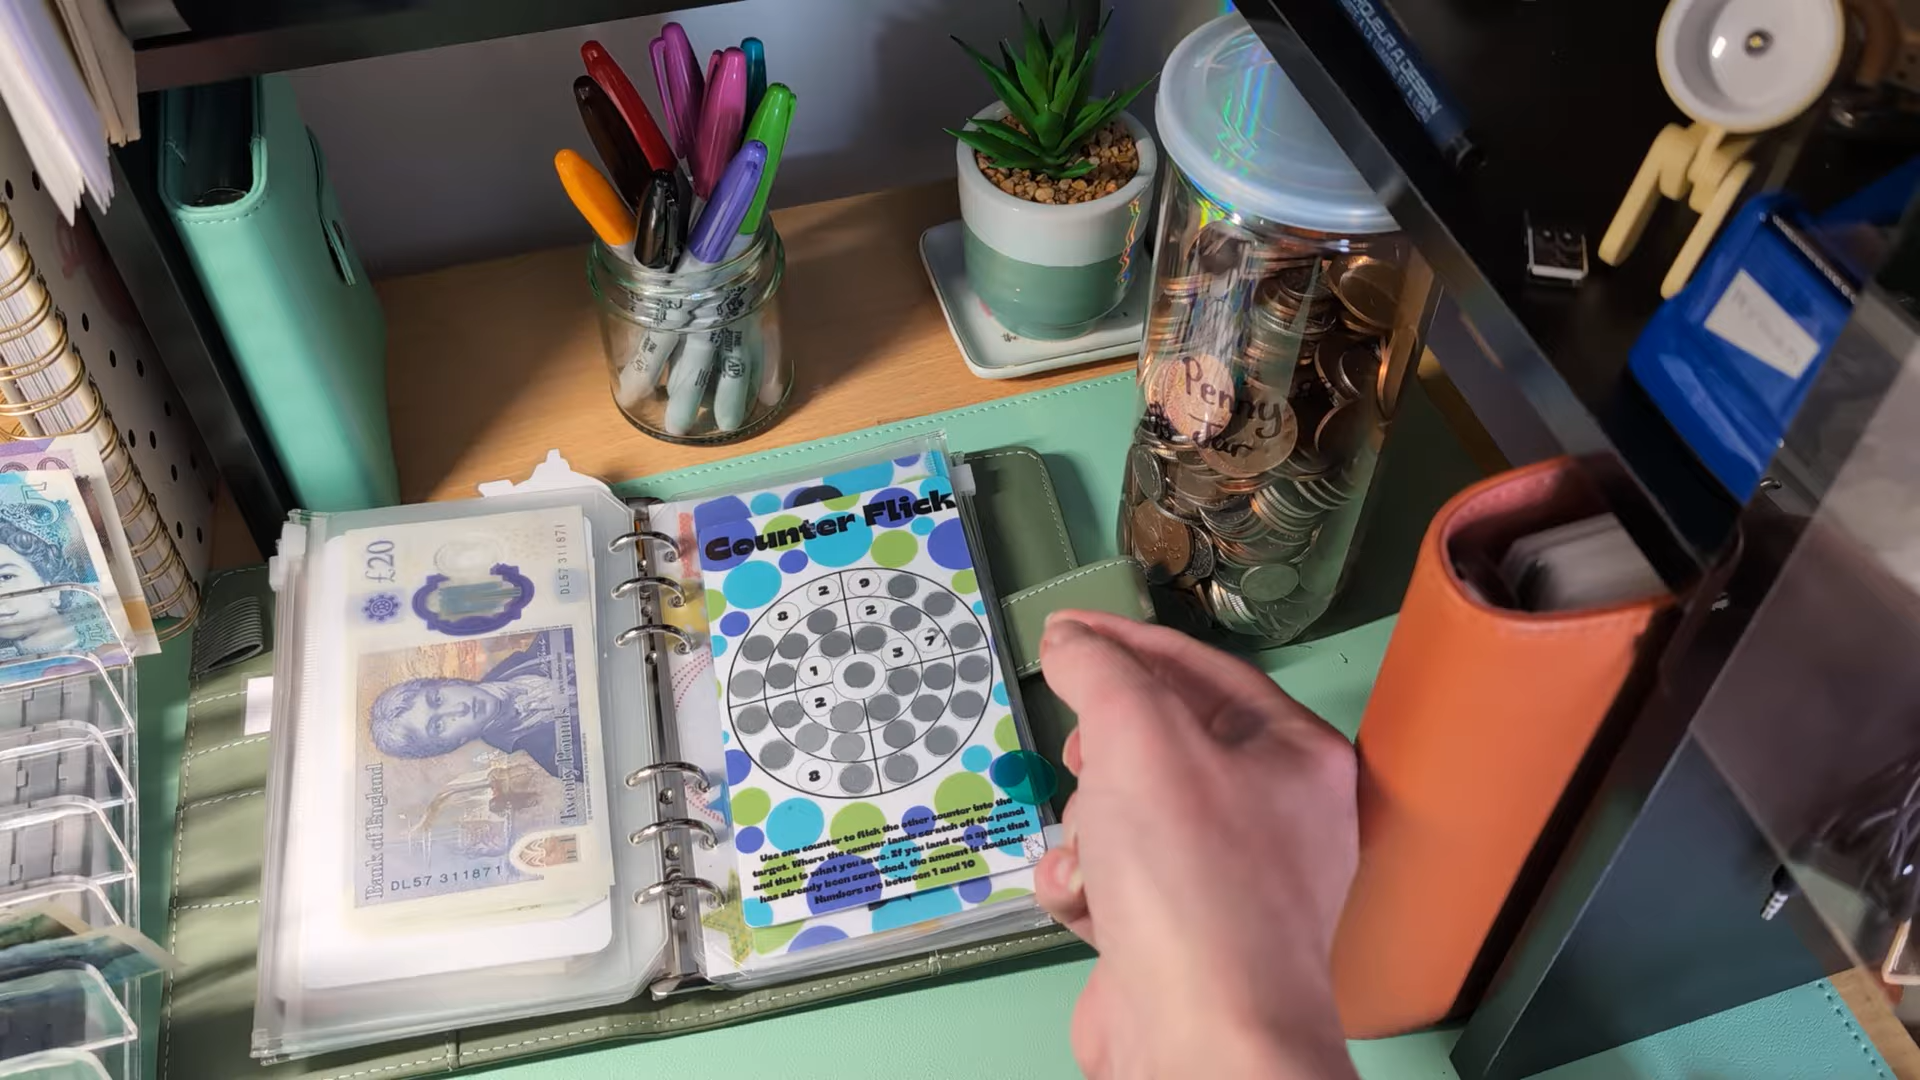 Penny
Jar
5
£20
DL57 311871
Bank of England
Twenty Pounds
DL57 311871
Counter Flick
8
2
9
2
7
3
1
2
8
Use one counter to flick the other counter into the
target. Where the counter lands scratch off the panel
and that is what you save. If you land on a space that
has already been scratched, the amount is doubled.
Numbers are between 1 and 10